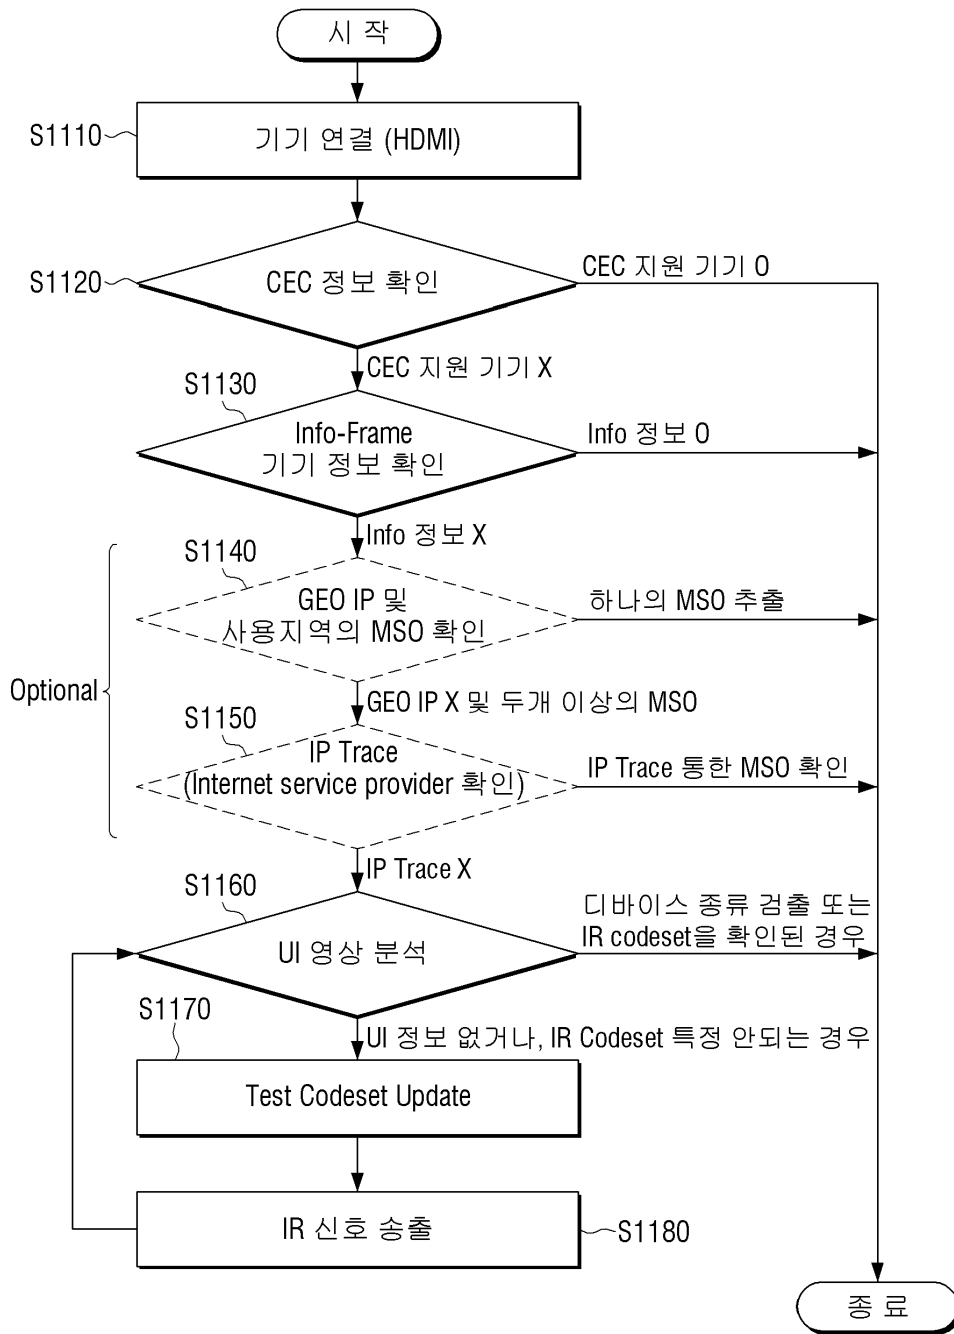 시 작
S1110
기기 연결 (HDMI)
S1120
CEC 정보 확인
CEC 지원 기기 O
CEC 지원 기기 X
S1130
Info-Frame
기기 정보 확인
Info 정보 O
Info 정보 X
S1140
GEO IP 및
사용지역의 MSO 확인
하나의 MSO 추출
Optional
GEO IP X 및 두개 이상의 MSO
S1150
IP Trace
(Internet service provider 확인)
IP Trace 통한 MSO 확인
IP Trace X
S1160
UI 영상 분석
디바이스 종류 검출 또는
IR codeset을 확인된 경우
S1170
UI 정보 없거나, IR Codeset 특정 안되는 경우
Test Codeset Update
IR 신호 송출
S1180
종 료